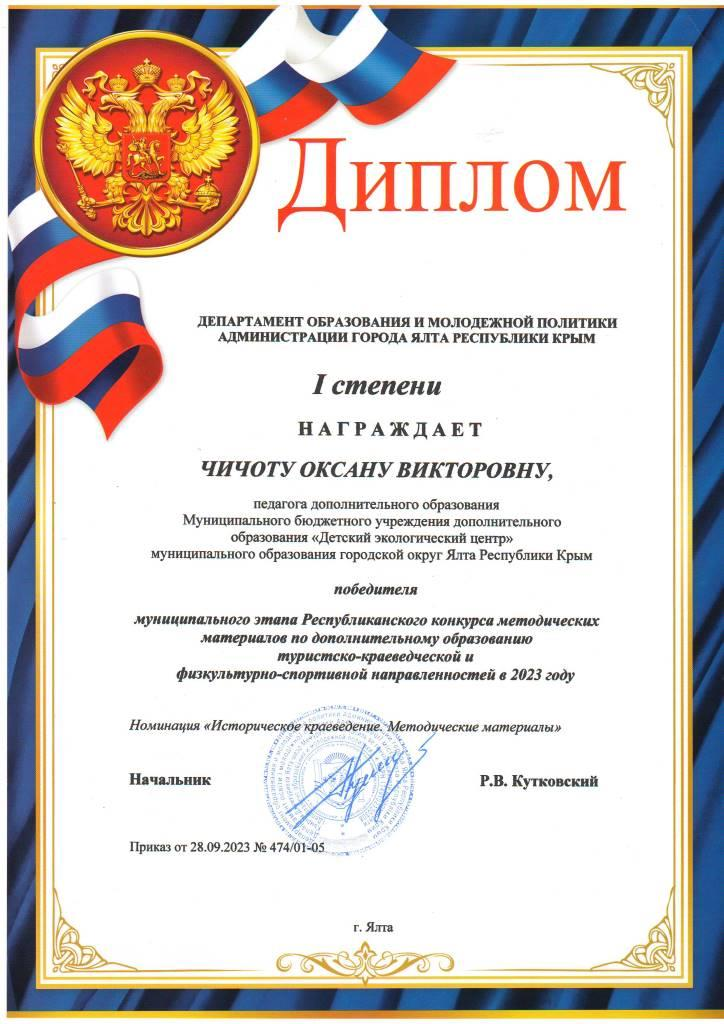 Диплом
ДЕПАРТАМЕНТ ОБРАЗОВАНИЯ И МОЛОДЕЖНОЙ ПОЛИТИКИ
АДМИНИСТРАЦИИ ГОРОДА ЯЛТА РЕСПУБЛИКИ КРЫМ
I степени
НАГРАЖДАЕТ
ЧИЧОТУ ОКСАНУ ВИКТОРОВНУ,
педагога дополнительного образования
Муниципального бюджетного учреждения дополнительного
образования «Детский экологический центр»
муниципального образования городской округ Ялта Республики Крым
победителя
муниципального этапа Республиканского конкурса методических
материалов по дополнительному образованию
туристско-краеведческой и
физкультурно-спортивной направленностей в 2023 году
Номинация «Историческое краеведение. Методические материалы»
Начальник Р.В. Кутковский
Приказ от 28.09.2023 № 474/01-05
г. Ялта